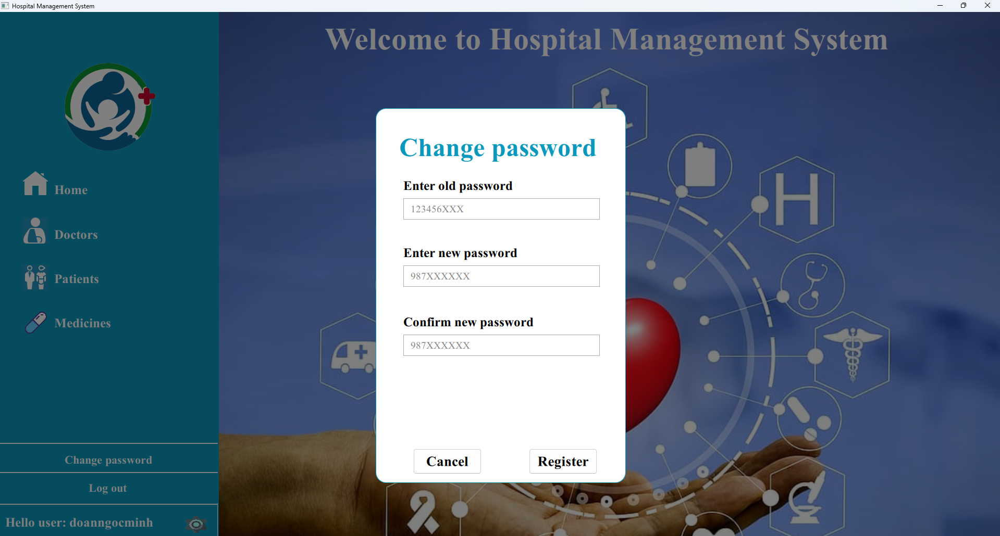 Hospital Management System
Welcome to Hospital Management System
Home
Doctors
Patients
Medicines
Change password
Log out
Hello user: doanngocminh
Change password
Enter old password
123456XXX
Enter new password
987XXXXXX
Confirm new password
987XXXXXX
Cancel
Register
H